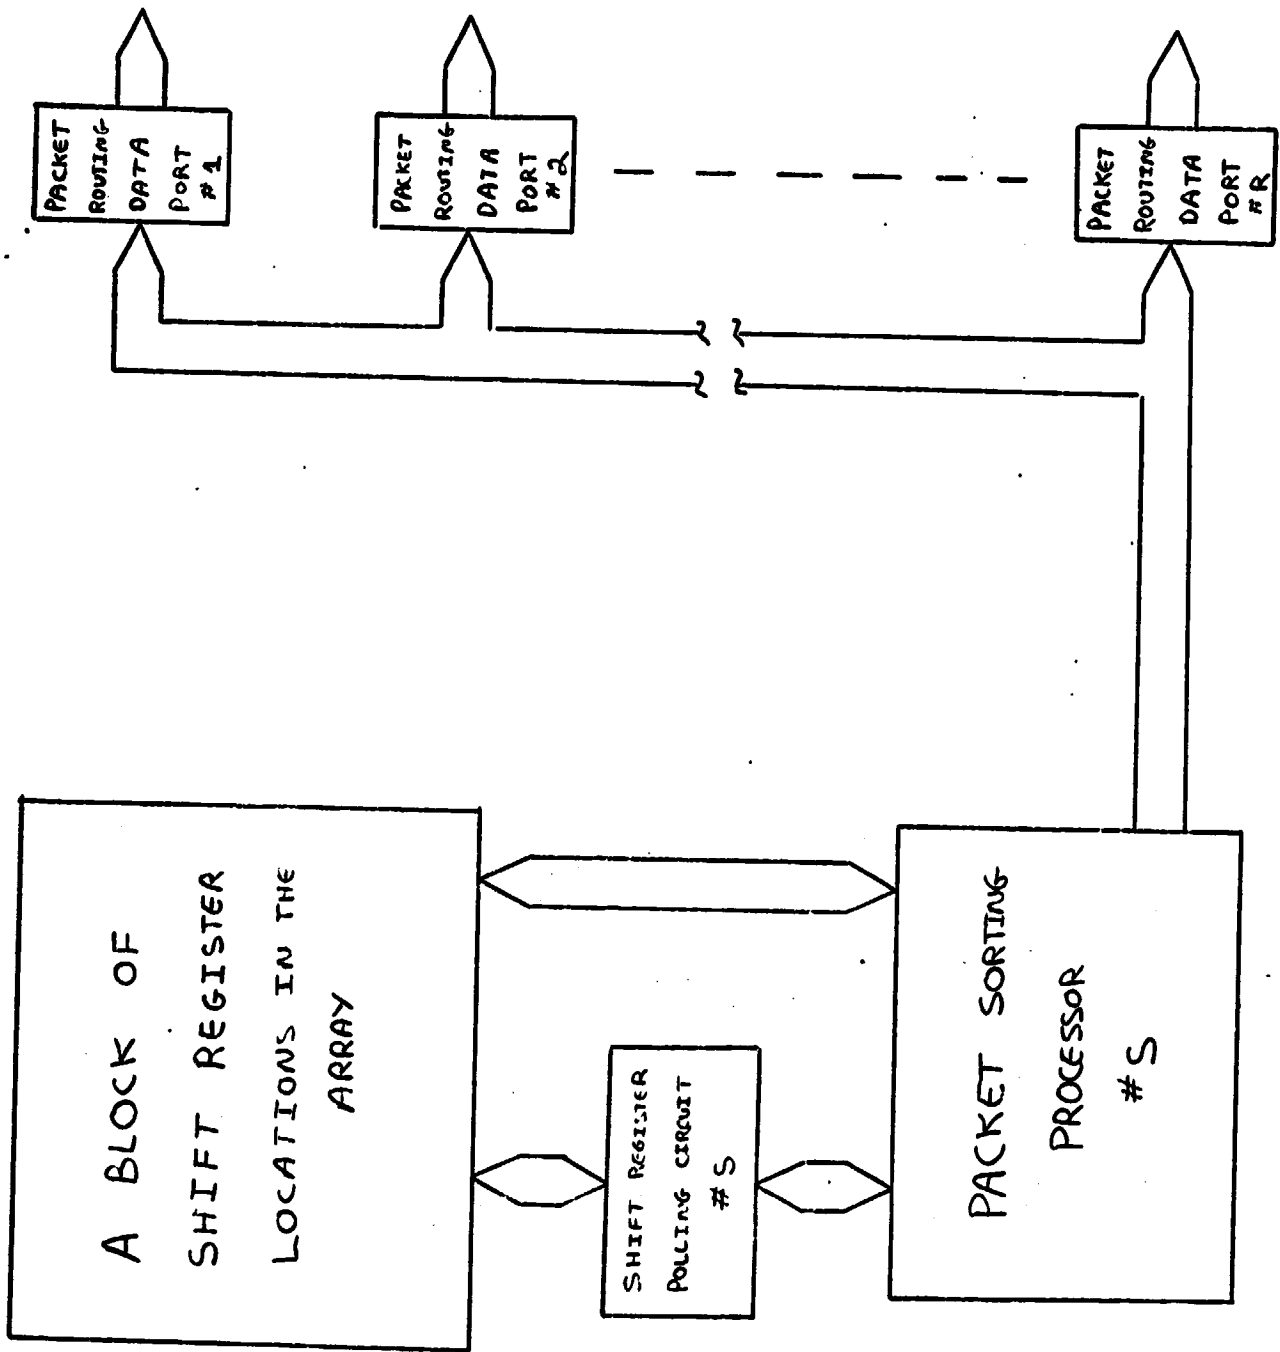 A BLOCK OF
SHIFT REGISTER
LOCATIONS IN THE
ARRAY
SHIFT REGISTER
POLLING CIRCUIT
#S
PACKET SORTING
PROCESSOR
#S
PACKET
ROUTING
DATA
PORT
#1
PACKET
ROUTING
DATA
PORT
#2
PACKET
ROUTING
DATA
PORT
#R